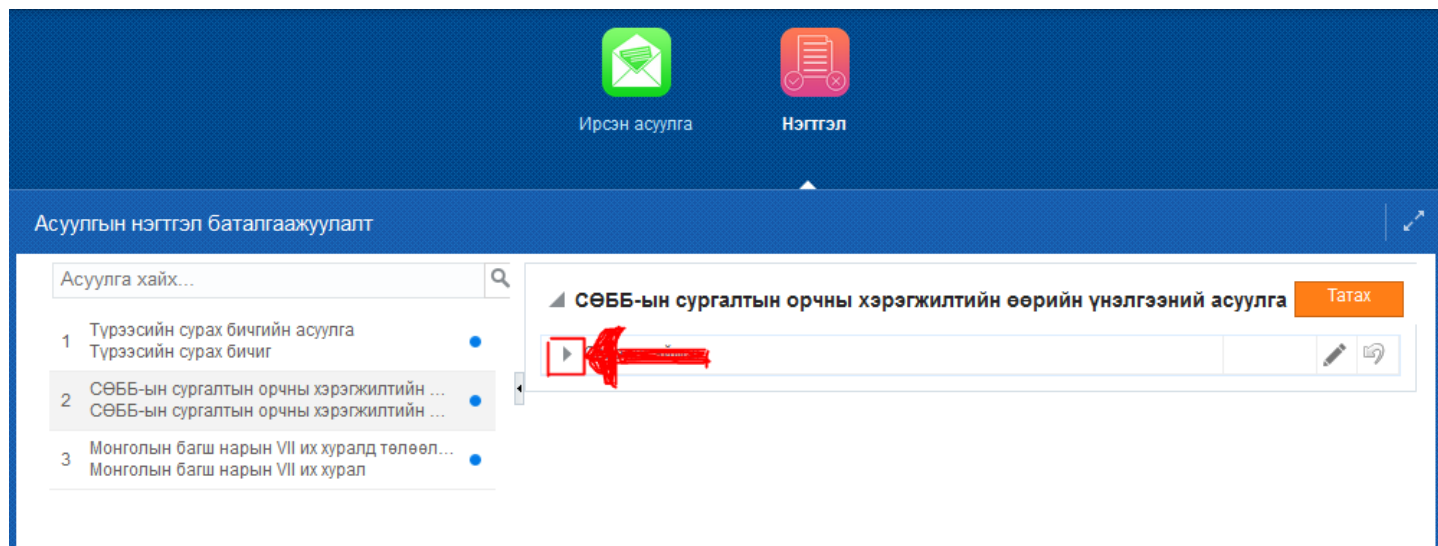 Ирсэн асуулга
Нэгтгэл
Асуулгын нэгтгэл баталгаажуулалт
Асуулга хайх...
1 Түрээсийн сурах бичгийн асуулга
Түрээсийн сурах бичиг
2 СӨББ-ын сургалтын орчны хэрэгжилтийн ...
СӨББ-ын сургалтын орчны хэрэгжилтийн ...
3 Монголын багш нарын VII их хуралд төлөөл...
Монголын багш нарын VII их хурал
СӨББ-ын сургалтын орчны хэрэгжилтийн өөрийн үнэлгээний асуулга
Татах